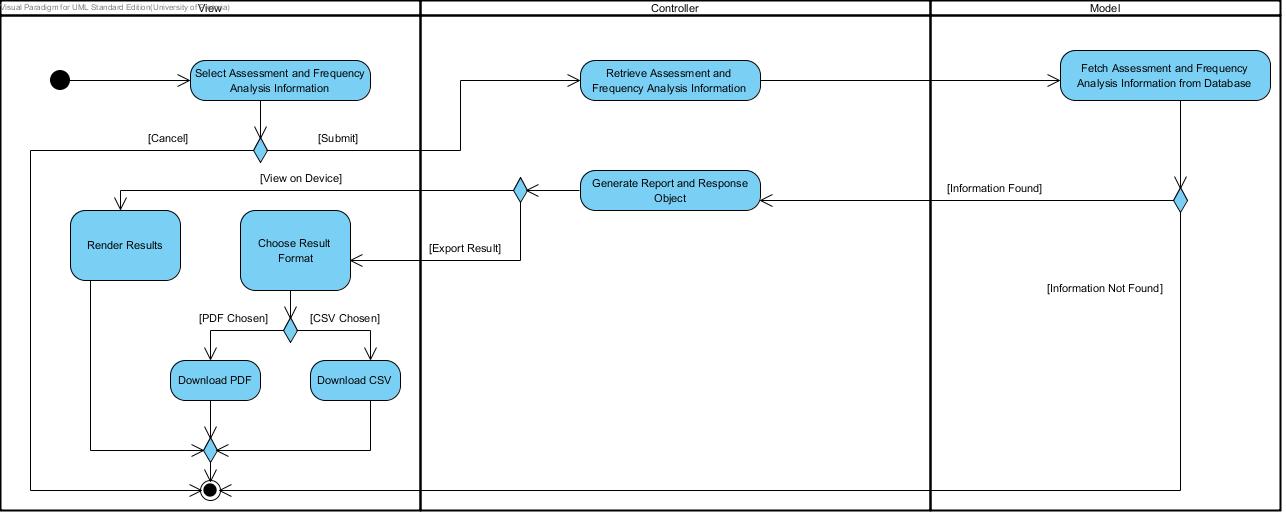 Visual Paradigm for UML Standard Edition(University of
View
Controller
Model
Select Assessment and Frequency
Analysis Information
Retrieve Assessment and
Frequency Analysis Information
Fetch Assessment and Frequency
Analysis Information from Database
[Cancel]
[Submit]
[View on Device]
Generate Report and Response
Object
[Information Found]
Render Results
Choose Result
Format
[Export Result]
[Information Not Found]
[PDF Chosen]
[CSV Chosen]
Download PDF
Download CSV